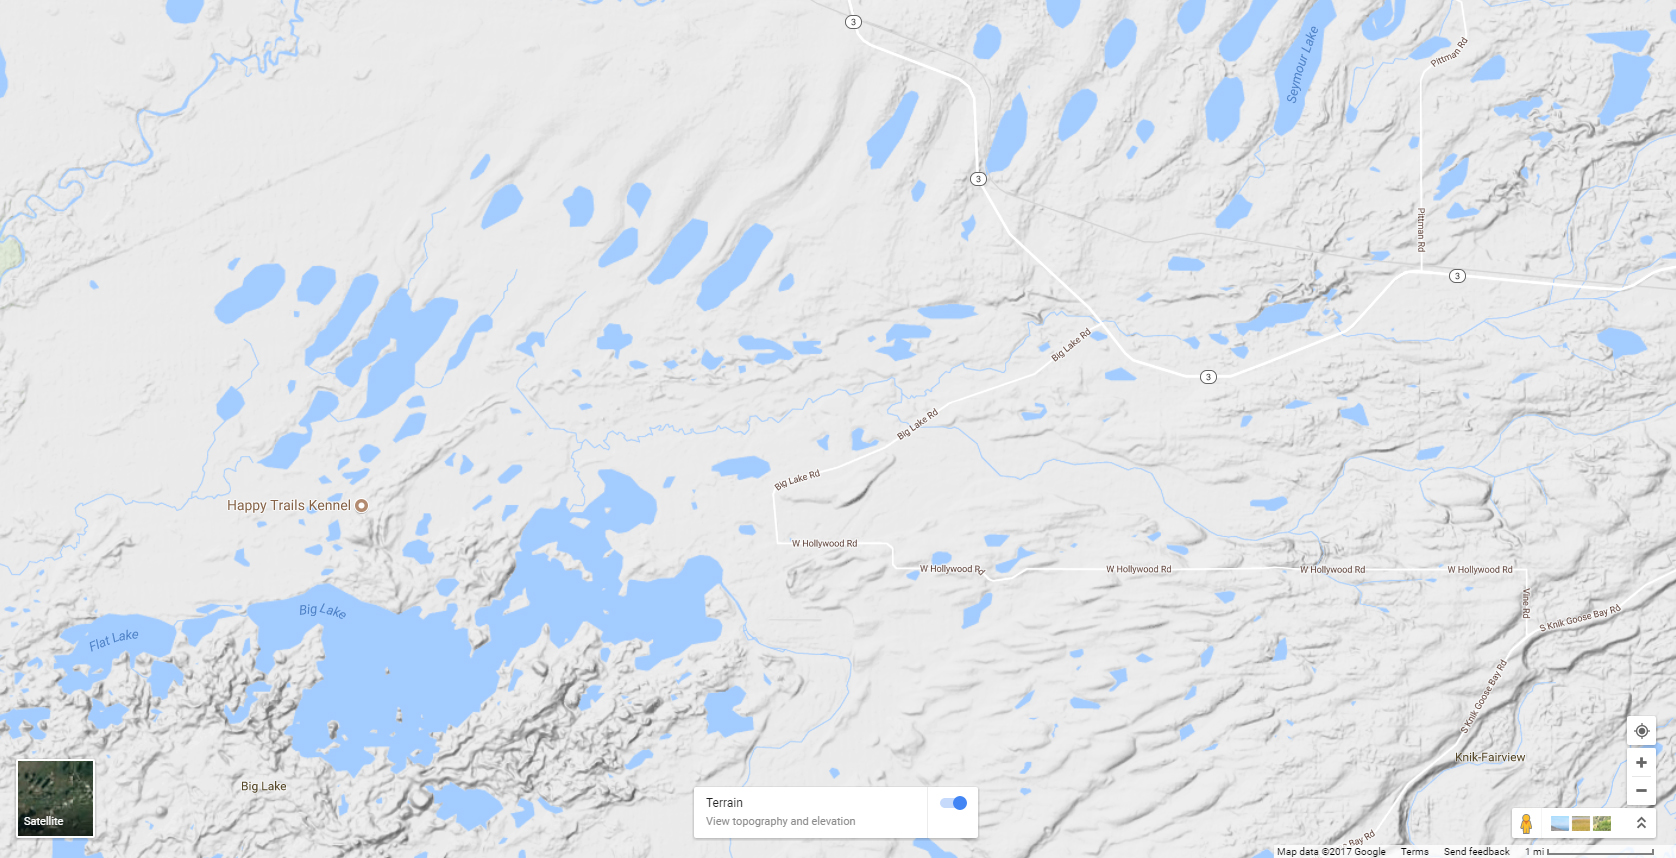 3
Seymour Lake
Pittman Rd
3
Pittman Rd
3
Big Lake Rd
3
Big Lake Rd
Big Lake Rd
Happy Trails Kennel
W Hollywood Rd
W Hollywood Rd
W Hollywood Rd
W Hollywood Rd
W Hollywood Rd
Vine Rd
Big Lake
S Knik Goose Bay Rd
Flat Lake
S Knik Goose Bay Rd
Knik-Fairview
Big Lake
Terrain
View topography and elevation
Satellite
Bay Rd
Map data ©2017 Google Terms Send feedback 1 mi